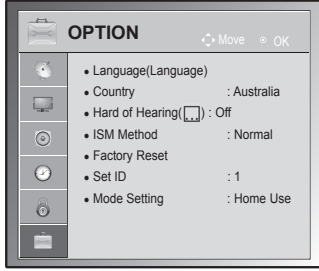 OPTION
Move OK
• Language(Language)
• Country : Australia
• Hard of Hearing( ) : Off
• ISM Method : Normal
• Factory Reset
• Set ID : 1
• Mode Setting : Home Use